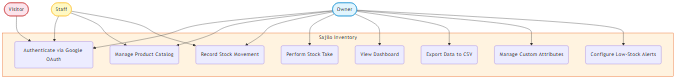 Visitor
Staff
Owner
SajBa Inventory
Authenticate via Google
OAuth
Manage Product Catalog
Record Stock Movement
Perform Stock Take
View Dashboard
Export Data to CSV
Manage Custom Attributes
Configure Low-Stock Alerts